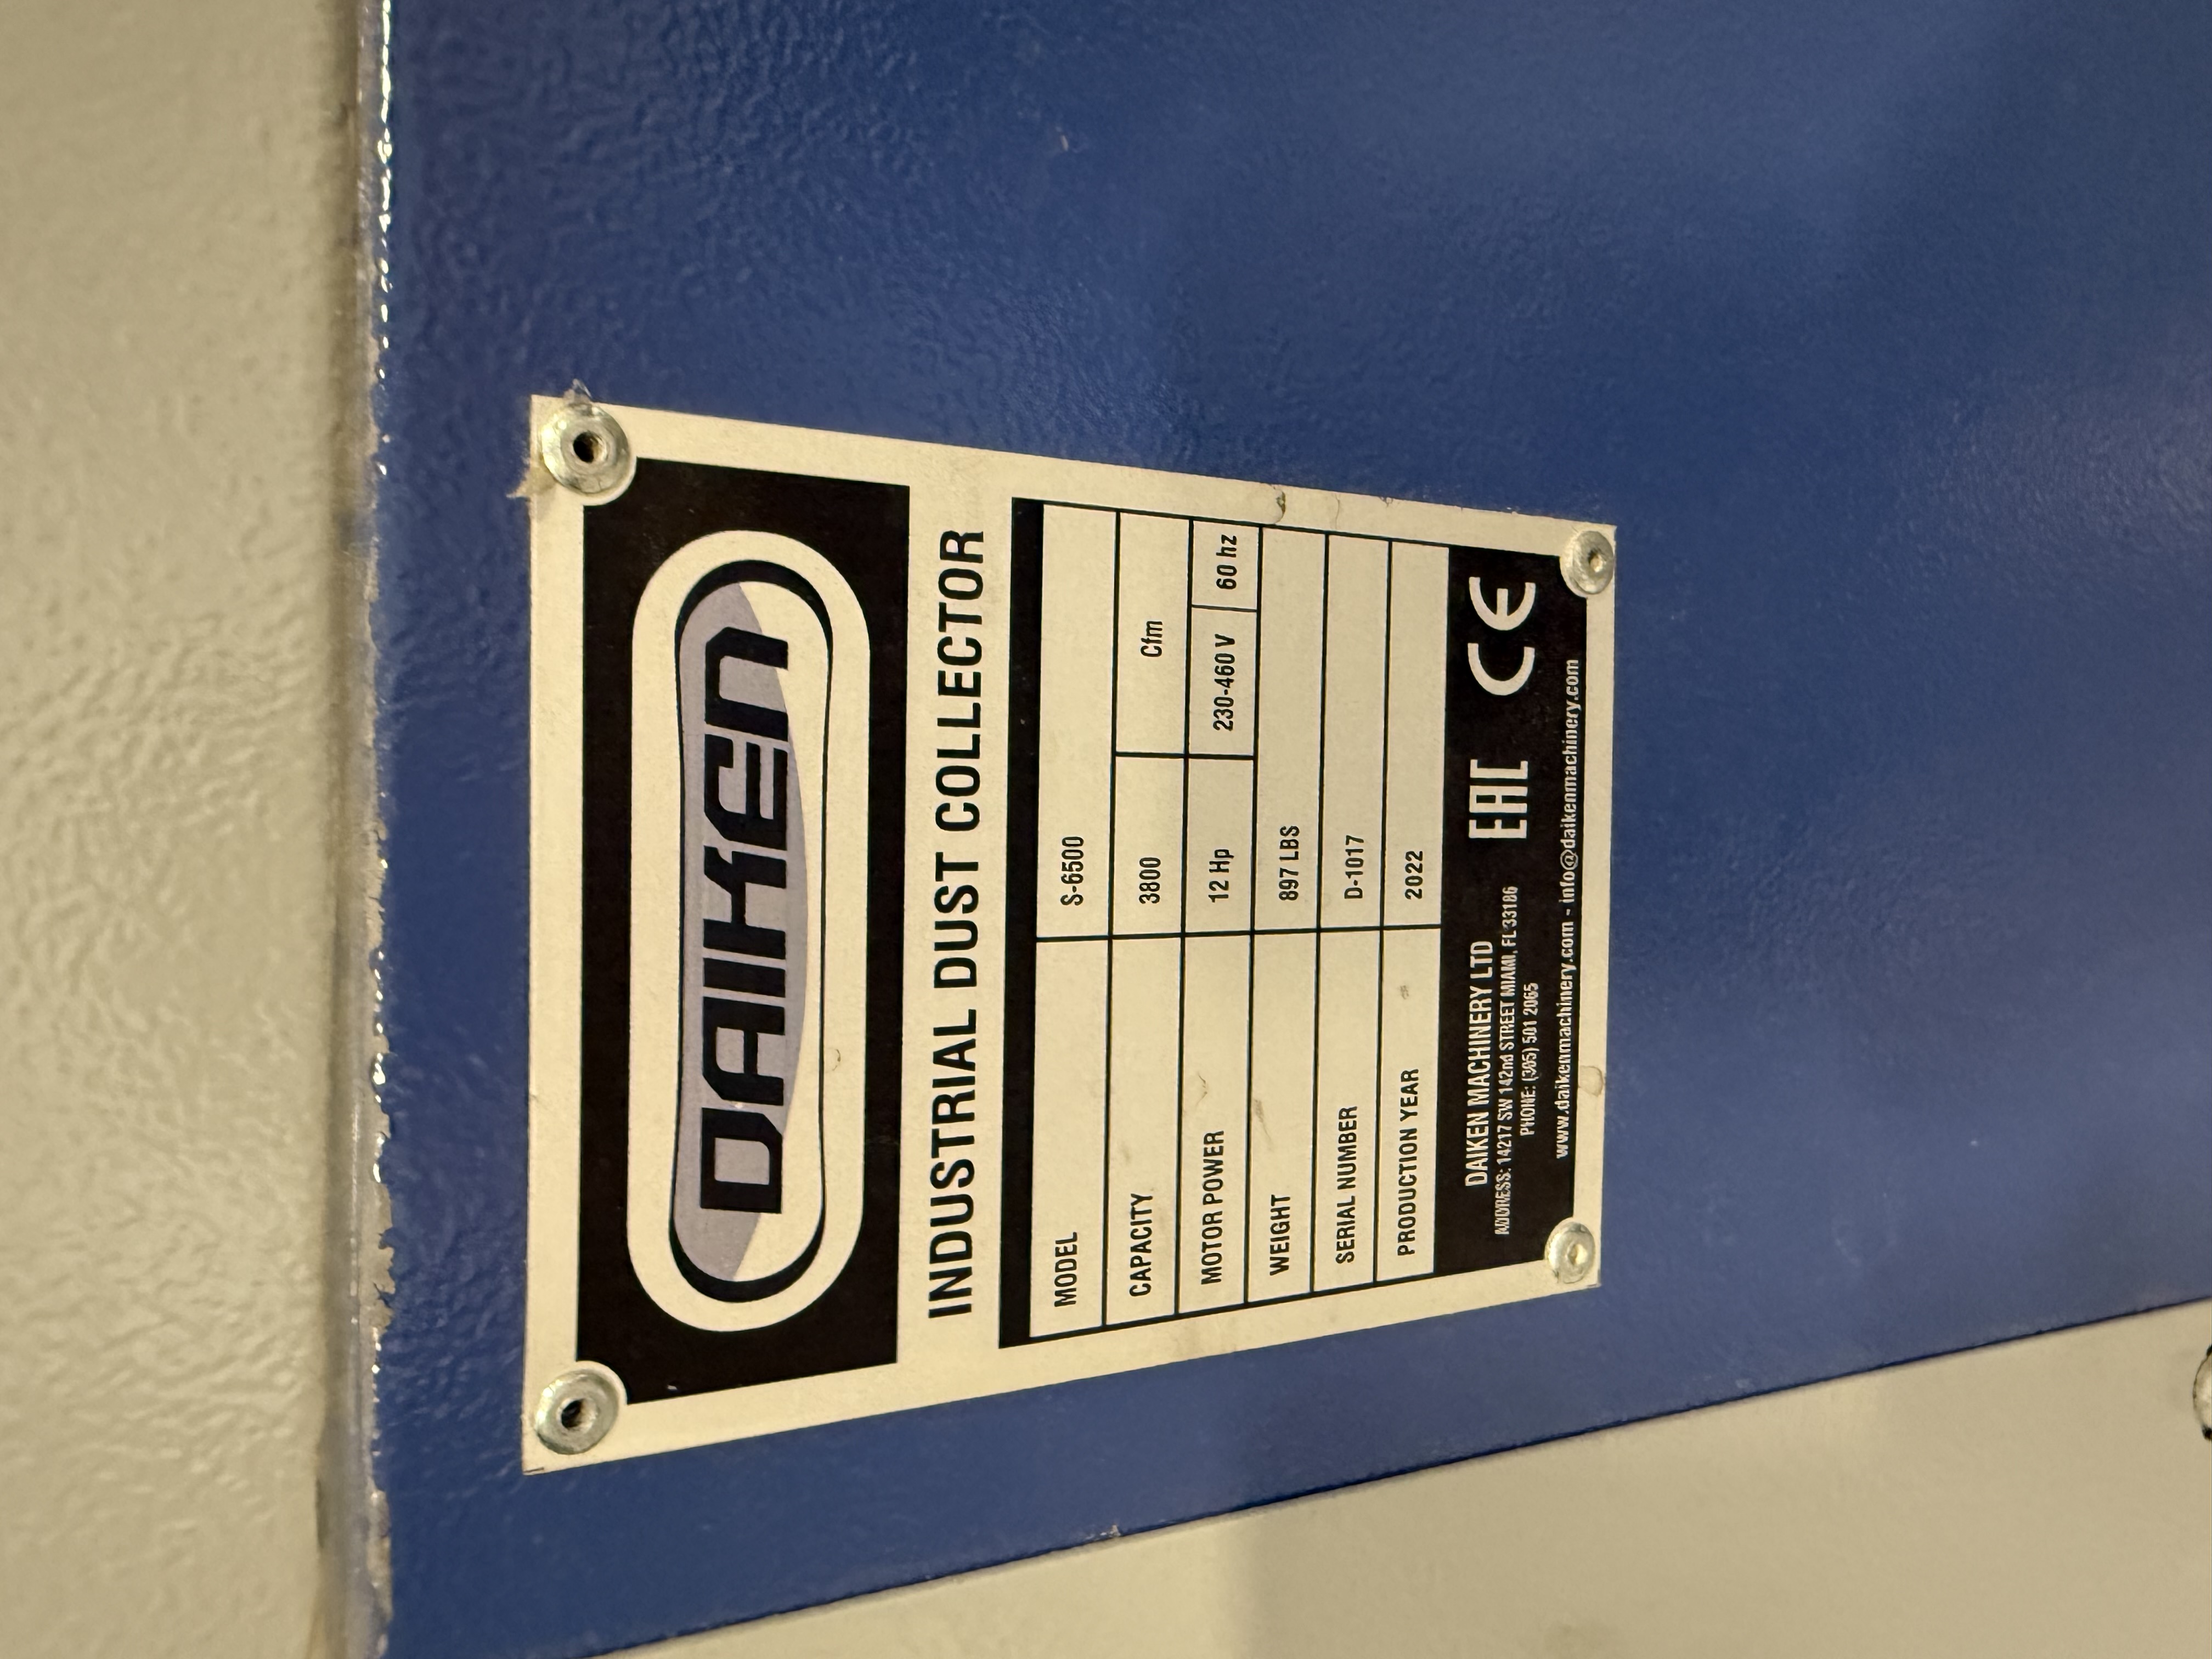 DAIKEN
INDUSTRIAL DUST COLLECTOR
MODEL S-6500
CAPACITY 3800 Cfm
MOTOR POWER 12 Hp 230-460 V 60 hz
WEIGHT 897 LBS
SERIAL NUMBER D-1017
PRODUCTION YEAR 2022
DAIKEN MACHINERY LTD
ADDRESS: 14217 SW 142nd STREET MIAMI, FL 33186
PHONE: (305) 501 2065
EAC CE
www.daikenmachinery.com - info@daikenmachinery.com